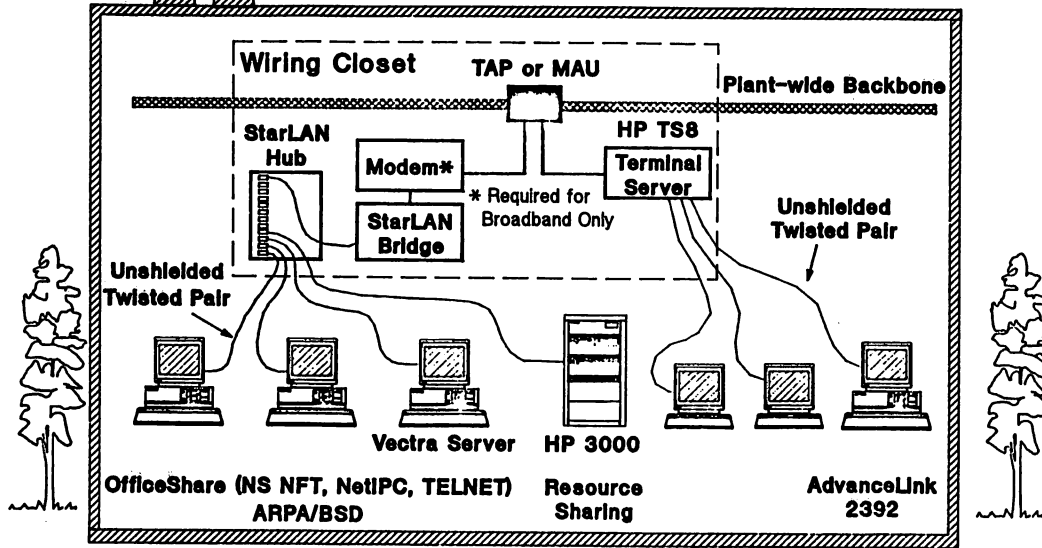 Wiring Closet
TAP or MAU
Plant-wide Backbone
StarLAN
Hub
HP TS8
Modem*
Terminal
Server
* Required for
Broadband Only
StarLAN
Bridge
Unshielded
Twisted Pair
Unshielded
Twisted Pair
Vectra Server
HP 3000
OfficeShare (NS NFT, NetIPC, TELNET)
ARPA/BSD
Resource
Sharing
AdvanceLink
2392